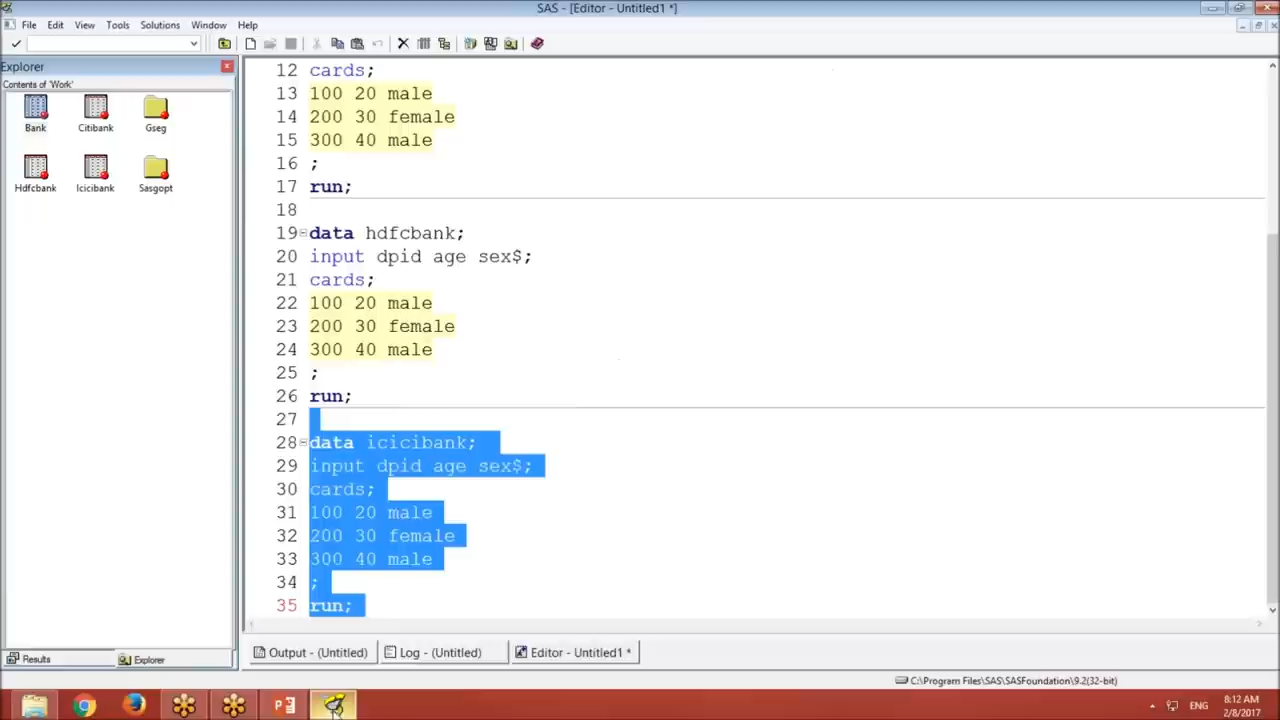 SAS - [Editor - Untitled1 *]
File Edit View Tools Solutions Window Help
Explorer
Contents of 'Work'
Bank Citibank Gseg
Hdfcbank Icicibank Sasgopt
12 cards;
13 100 20 male
14 200 30 female
15 300 40 male
16 ;
17 run;
18
19 data hdfcbank;
20 input dpid age sex$;
21 cards;
22 100 20 male
23 200 30 female
24 300 40 male
25 ;
26 run;
27
28 data icicibank;
29 input dpid age sex$;
30 cards;
31 100 20 male
32 200 30 female
33 300 40 male
34 ;
35 run;
Results Explorer
Output - (Untitled) Log - (Untitled) Editor - Untitled1 *
C:\Program Files\SAS\SASFoundation\9.2(32-bit)
ENG
8:12 AM
2/8/2017